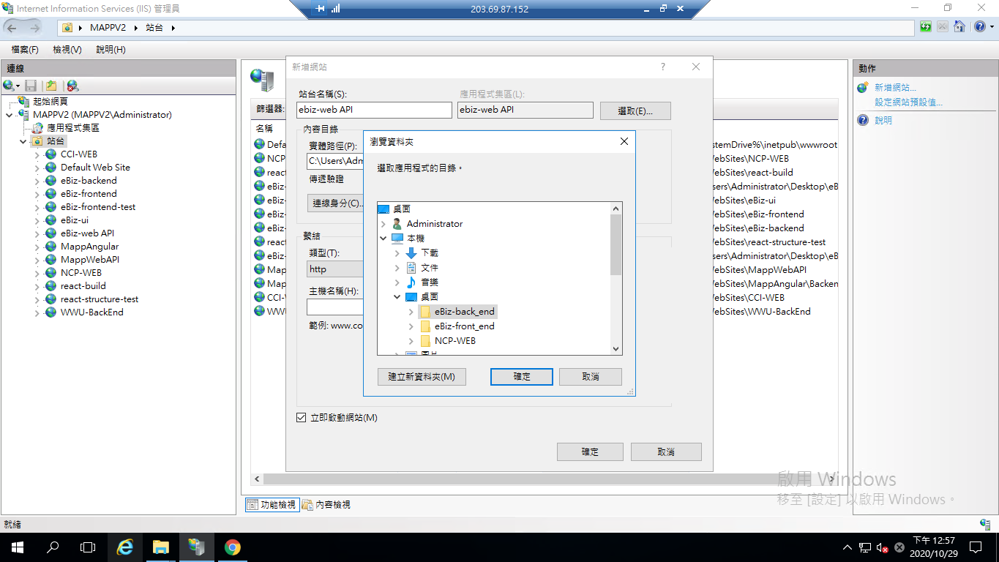 Internet Information Services (IIS) 管理員
203.69.87.152
MAPPV2
站台
檔案(F)
檢視(V)
說明(H)
連線
起始網頁
MAPPV2 (MAPPV2\Administrator)
應用程式集區
站台
CCI-WEB
Default Web Site
eBiz-backend
eBiz-frontend
eBiz-frontend-test
eBiz-ui
eBiz-web API
MappAngular
MappWebAPI
NCP-WEB
react-build
react-structure-test
WWU-BackEnd
篩選器:
名稱
Defa
NCP
react
eBiz-
eBiz-
eBiz-
eBiz-
react
eBiz-
Map
Map
CCI-
WWU
stemDrive%\inetpub\wwwroot
WebSites\NCP-WEB
WebSites\react-build
sers\Administrator\Desktop\eB
WebSites\eBiz-ui
WebSites\eBiz-frontend
WebSites\eBiz-backend
WebSites\react-structure-test
sers\Administrator\Desktop\eB
WebSites\MappWebAPI
WebSites\MappAngular\Backen
WebSites\CCI-WEB
WebSites\WWU-BackEnd
新增網站
站台名稱(S):
應用程式集區(L):
ebiz-web API
ebiz-web API
選取(E)...
內容目錄
實體路徑(P):
C:\Users\Adm
傳遞驗證
連線身分(C)..
繫結
類型(T):
http
主機名稱(H):
範例: www.co
立即啟動網站(M)
確定
取消
瀏覽資料夾
選取應用程式的目錄。
桌面
Administrator
本機
下載
文件
音樂
桌面
eBiz-back_end
eBiz-front_end
NCP-WEB
圖片
建立新資料夾(M)
確定
取消
動作
新增網站...
設定網站預設值...
說明
功能檢視
內容檢視
啟用 Windows
移至 [設定] 以啟用 Windows。
就緒
下午 12:57
2020/10/29